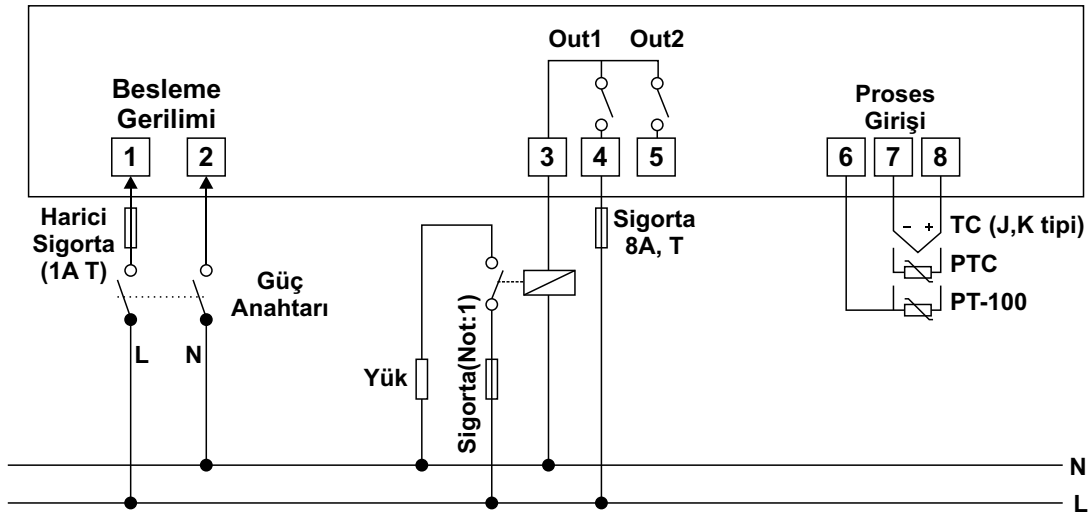 Out1 Out2
Besleme
Gerilimi
Proses
Girişi
1 2 3 4 5 6 7 8
Harici
Sigorta
(1A T)
Güç
Anahtarı
L N
Sigorta
8A, T
Yük
Sigorta(Not:1)
- +
TC (J,K tipi)
PTC
PT-100
N
L